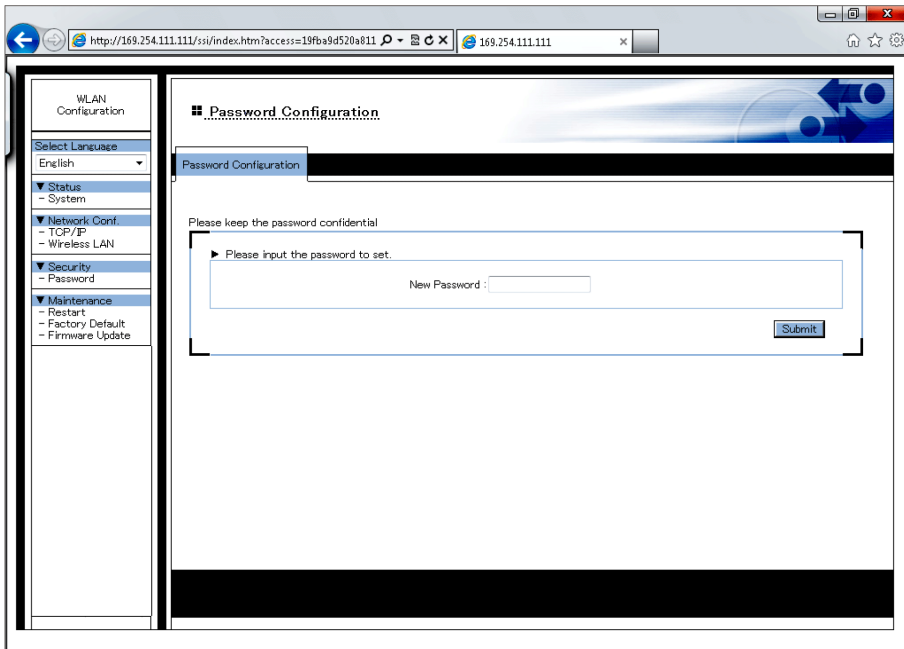 http://169.254.111.111/ssi/index.htm?access=19fba9d520a811
169.254.111.111
WLAN
Configuration
Select Language
English
▼ Status
- System
▼ Network Conf.
- TCP/IP
- Wireless LAN
▼ Security
- Password
▼ Maintenance
- Restart
- Factory Default
- Firmware Update
Password Configuration
Password Configuration
Please keep the password confidential
► Please input the password to set.
New Password :
Submit